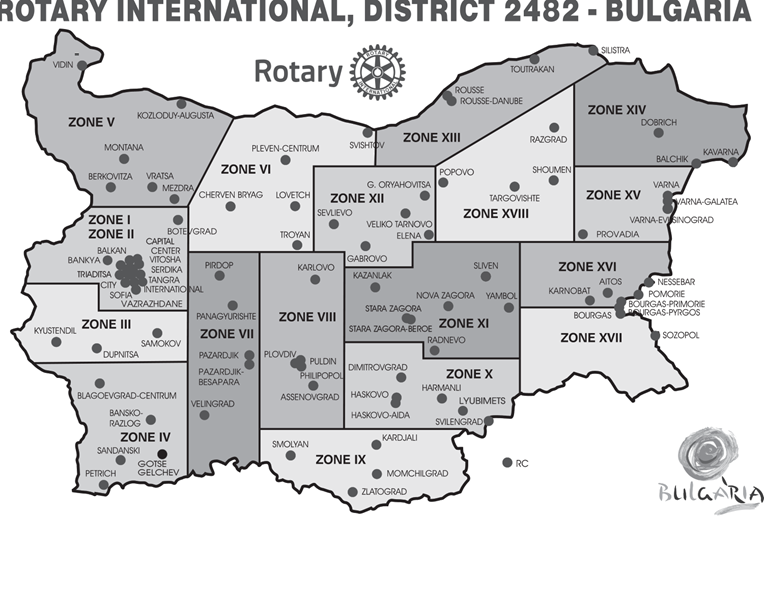 ROTARY INTERNATIONAL, DISTRICT 2482 - BULGARIA
Rotary
ROTARY
INTERNATIONAL
VIDIN
KOZLODUY-AUGUSTA
ZONE V
MONTANA
BERKOVITZA
VRATSA
MEZDRA
ZONE I
ZONE II
BOTEVGRAD
BALKAN
CAPITAL
CENTER
BANKYA
VITOSHA
SERDIKA
TRIADITSA
TANGRA
CITY
INTERNATIONAL
SOFIA
VAZRAZHDANE
ZONE III
KYUSTENDIL
SAMOKOV
DUPNITSA
BLAGOEVGRAD-CENTRUM
BANSKO-
RAZLOG
ZONE IV
SANDANSKI
GOTSE
GELCHEV
PETRICH
ZONE VI
PLEVEN-CENTRUM
SVISHTOV
CHERVEN BRYAG
LOVETCH
TROYAN
PIRDOP
PANAGYURISHTE
ZONE VII
PAZARDJIK
PAZARDJIK-
BESAPARA
VELINGRAD
KARLOVO
ZONE VIII
PLOVDIV
PULDIN
PHILIPOPOL
ASSENOVGRAD
SMOLYAN
KARDJALI
ZONE IX
MOMCHILGRAD
ZLATOGRAD
ZONE XII
G. ORYAHOVITSA
SEVLIEVO
VELIKO TARNOVO
ELENA
GABROVO
KAZANLAK
SLIVEN
NOVA ZAGORA
YAMBOL
STARA ZAGORA
ZONE XI
STARA ZAGORA-BEROE
RADNEVO
DIMITROVGRAD
ZONE X
HASKOVO
HARMANLI
LYUBIMETS
HASKOVO-AIDA
SVILENGRAD
SILISTRA
TOUTRAKAN
ROUSSE
ROUSSE-DANUBE
ZONE XIII
RAZGRAD
POPOVO
SHOUMEN
TARGOVISHTE
ZONE XVIII
ZONE XIV
DOBRICH
KAVARNA
BALCHIK
ZONE XV
VARNA
VARNA-GALATEA
VARNA-EVKSINOGRAD
PROVADIA
ZONE XVI
AITOS
NESSEBAR
KARNOBAT
POMORIE
BOURGAS-PRIMORIE
BOURGAS
BOURGAS-PYRGOS
ZONE XVII
SOZOPOL
RC
BULGARIA